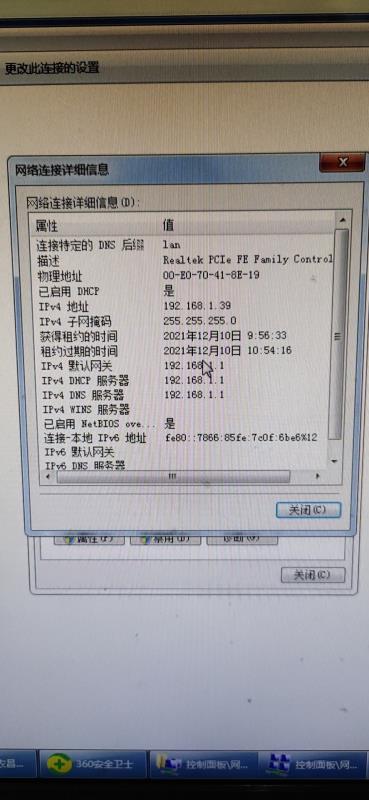 更改此连接的设置
网络连接详细信息
X
网络连接详细信息(D):
属性 值
连接特定的 DNS 后缀 lan
描述 Realtek PCIe FE Family Control
物理地址 00-E0-70-41-8E-19
已启用 DHCP 是
IPv4 地址 192.168.1.39
IPv4 子网掩码 255.255.255.0
获得租约的时间 2021年12月10日 9:56:33
租约过期的时间 2021年12月10日 10:54:16
IPv4 默认网关 192.168.1.1
IPv4 DHCP 服务器 192.168.1.1
IPv4 DNS 服务器 192.168.1.1
IPv4 WINS 服务器
已启用 NetBIOS ove... 是
连接-本地 IPv6 地址 fe80::7866:85fe:7c0f:6be6%12
IPv6 默认网关
IPv6 DNS 服务器
关闭(C)
属性(P) 禁用(D) 诊断(G)
关闭(C)
360安全卫士 控制面板\网... 控制面板\网...